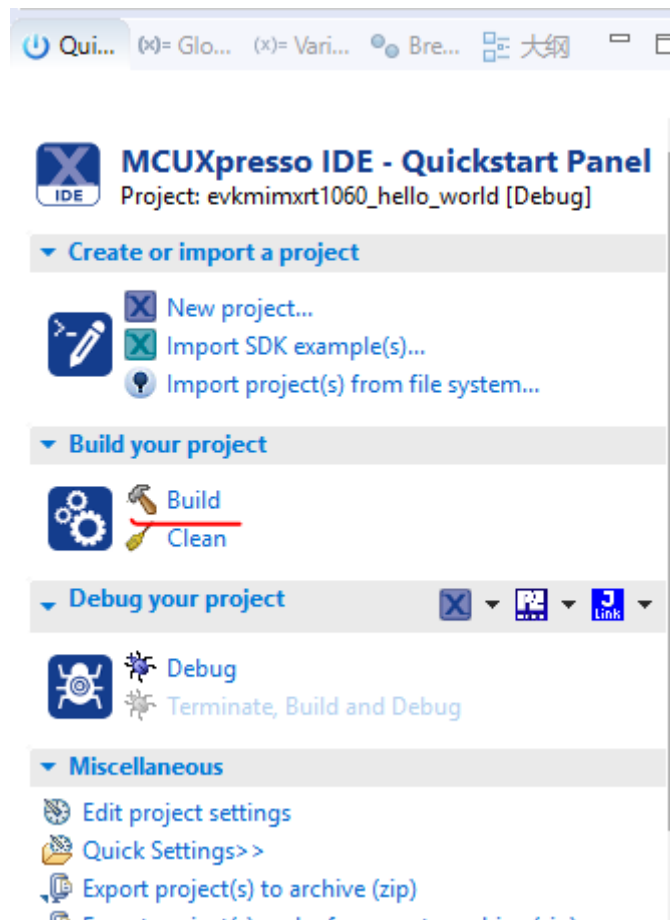 Qui... (x)= Glo... (x)= Vari... Bre... 大纲
IDE
MCUXpresso IDE - Quickstart Panel
Project: evkmimxrt1060_hello_world [Debug]
Create or import a project
New project...
Import SDK example(s)...
Import project(s) from file system...
Build your project
Build
Clean
Debug your project
J Link
Debug
Terminate, Build and Debug
Miscellaneous
Edit project settings
Quick Settings>>
Export project(s) to archive (zip)